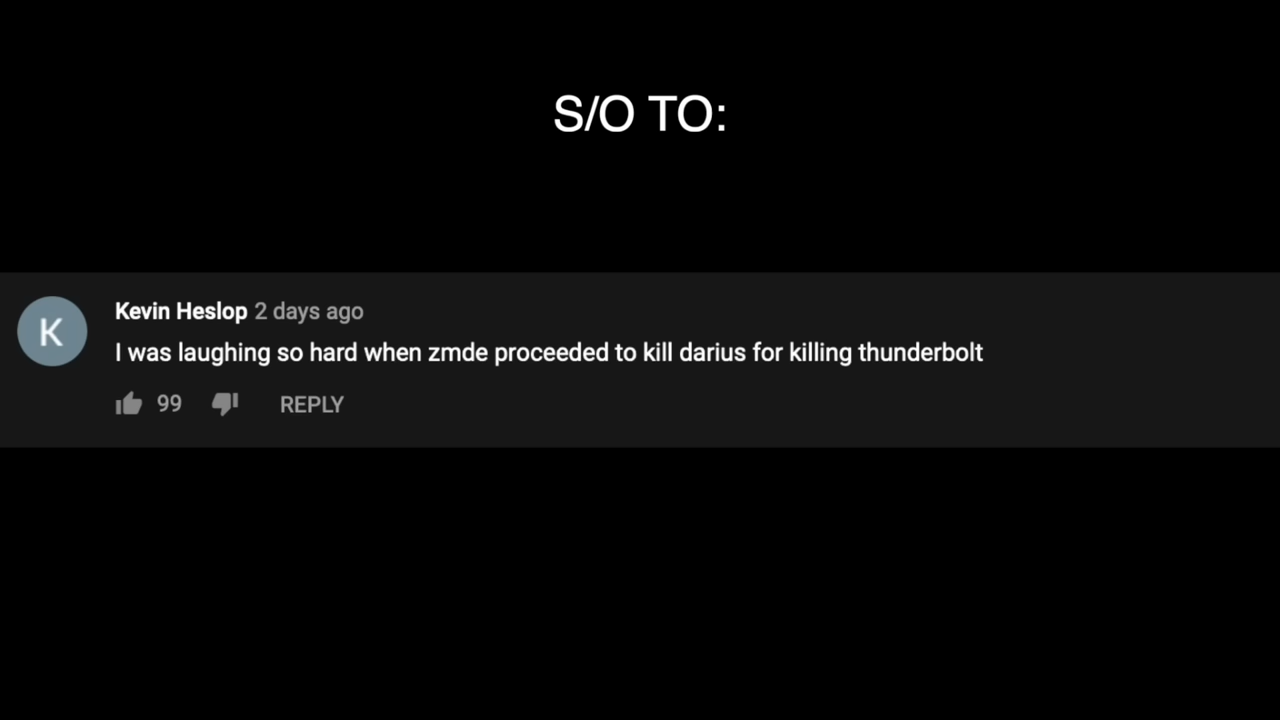 S/O TO:
K
Kevin Heslop 2 days ago
I was laughing so hard when zmde proceeded to kill darius for killing thunderbolt
99 REPLY